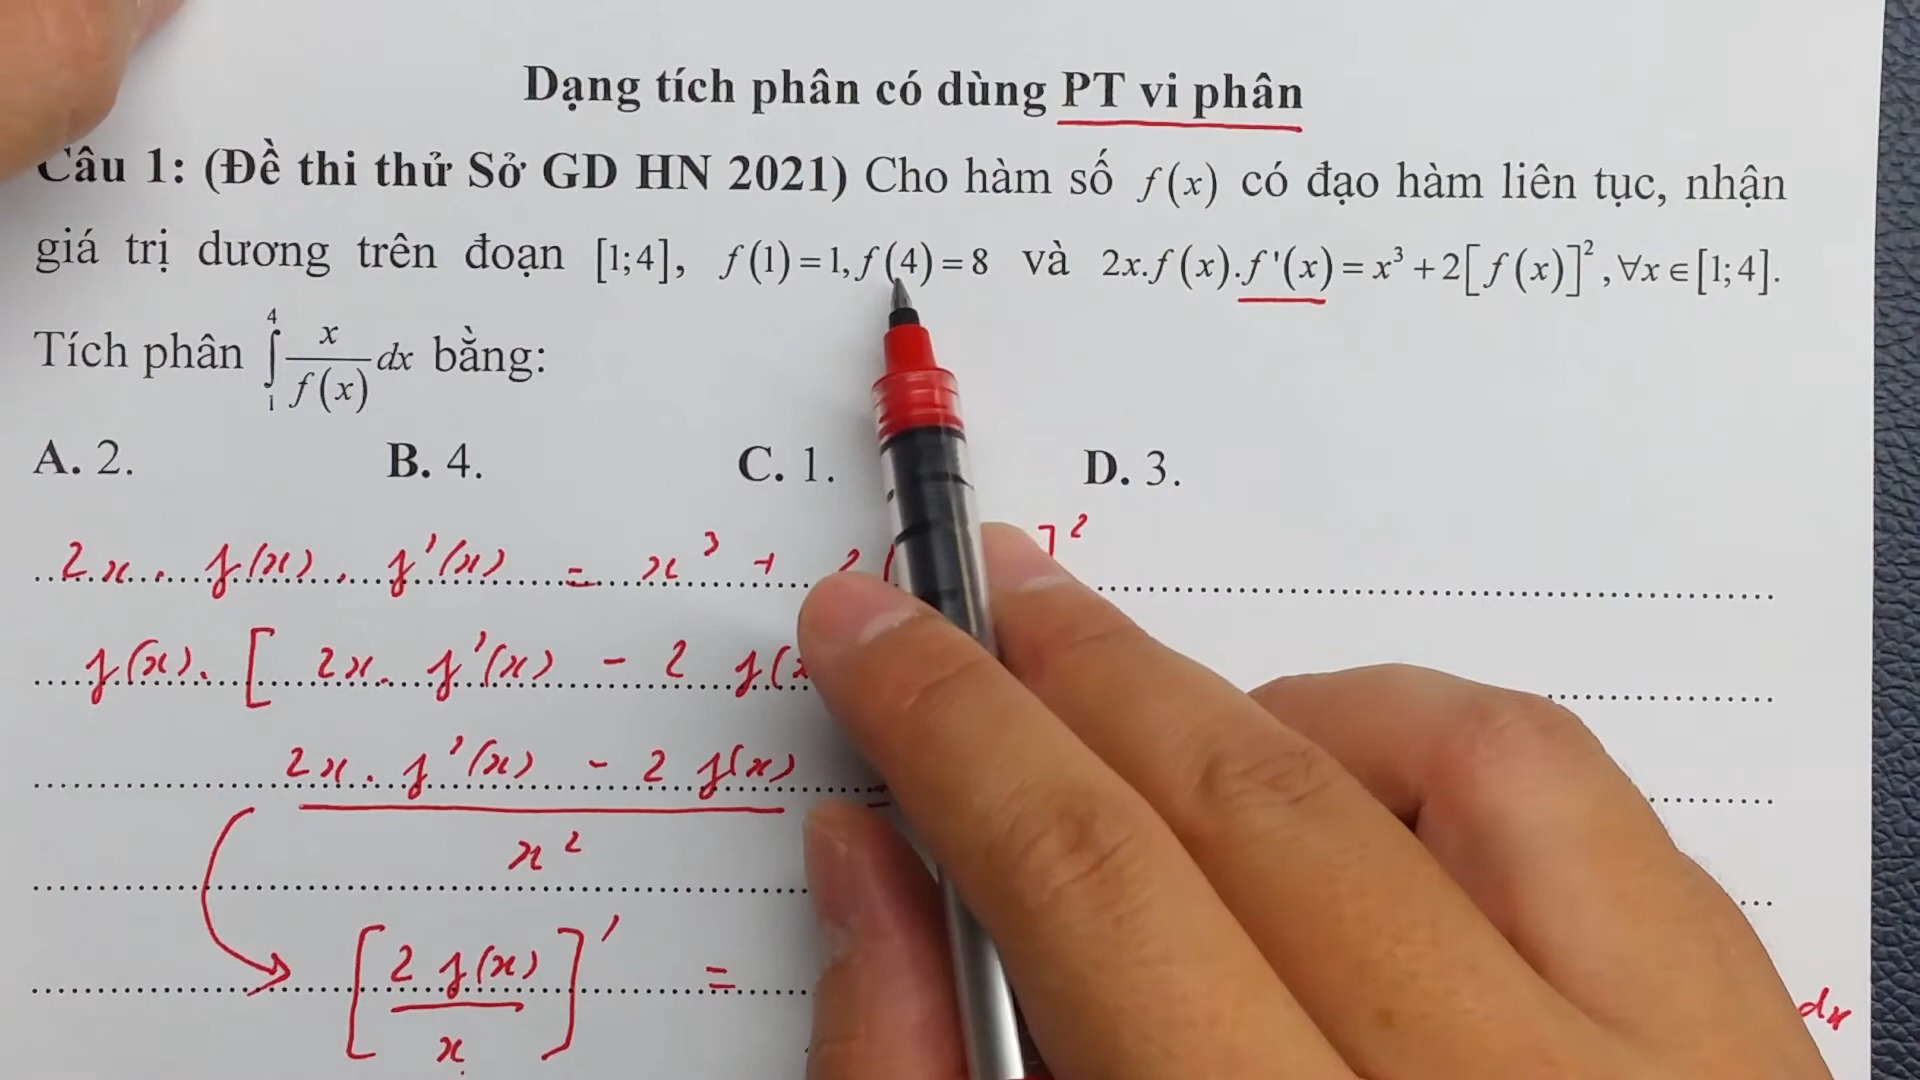 Dạng tích phân có dùng PT vi phân
Câu 1: (Đề thi thử Sở GD HN 2021) Cho hàm số f(x) có đạo hàm liên tục, nhận
giá trị dương trên đoạn [1;4], f(1)=1, f(4)=8 và 2x.f(x).f'(x)=x³+2[f(x)]², ∀x∈[1;4].
Tích phân ∫₁⁴ x/f(x) dx bằng:
A. 2. B. 4. C. 1. D. 3.
2x. f(x). f'(x) = x³ + 2[ ]²
f(x). [ 2x. f'(x) - 2 f(x
2x. f'(x) - 2 f(x) =
x²
[ 2 f(x) / x ]' =
dx